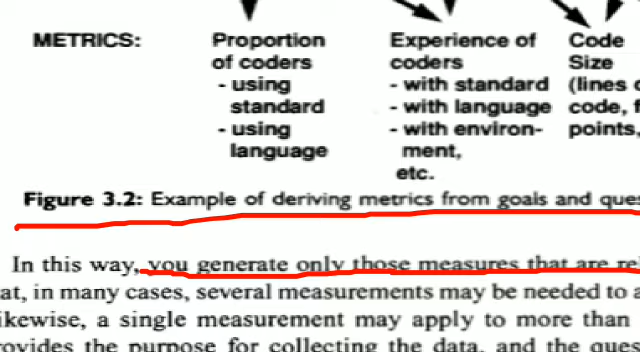 METRICS: Proportion Experience of Code
of coders coders Size
- using - with standard (lines
standard - with language code,
- using - with environ- points,
language ment,
etc.
Figure 3.2: Example of deriving metrics from goals and
In this way, you generate only those measures that are
in many cases, several measurements may be needed to
a single measurement may apply to more than
the purpose for collecting the data, and the